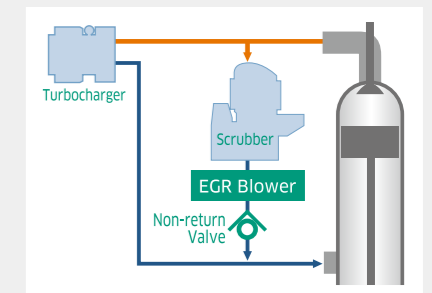 Turbocharger
Scrubber
EGR Blower
Non-return
Valve